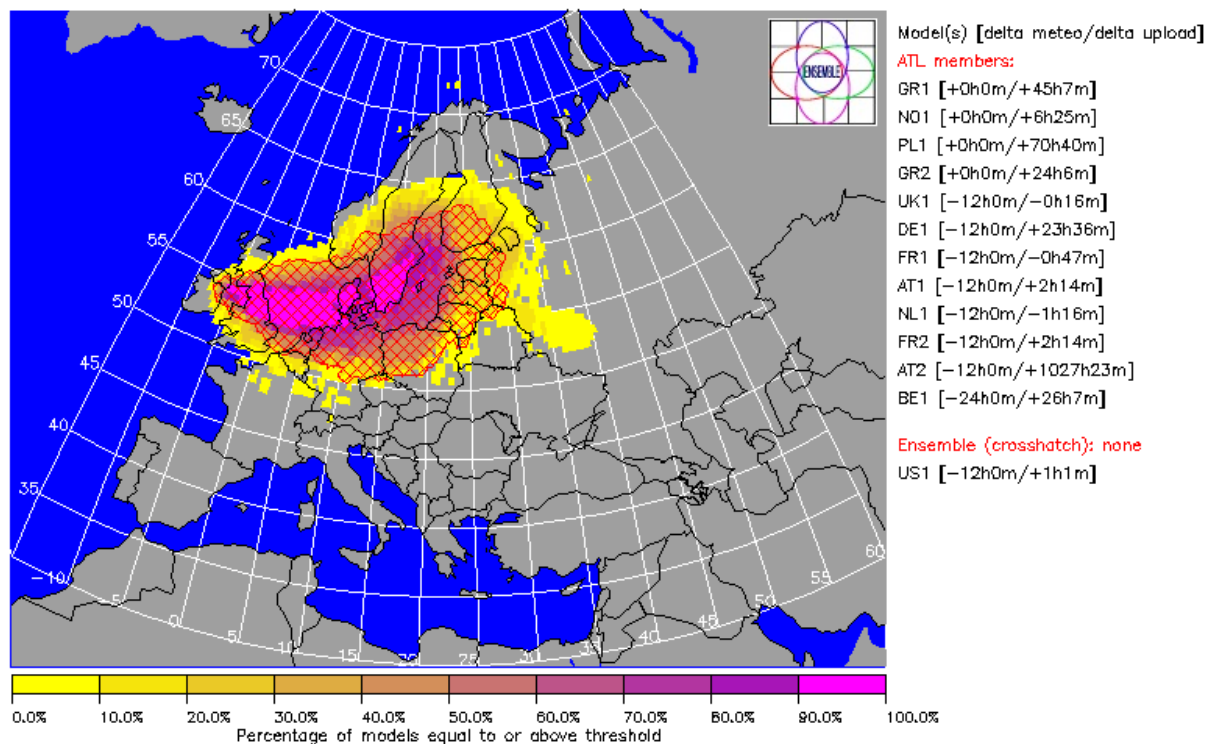 Model(s) [delta meteo/delta upload]
ATL members:
GR1 [+0h0m/+45h7m]
NO1 [+0h0m/+6h25m]
PL1 [+0h0m/+70h40m]
GR2 [+0h0m/+24h6m]
UK1 [-12h0m/-0h16m]
DE1 [-12h0m/+23h36m]
FR1 [-12h0m/-0h47m]
AT1 [-12h0m/+2h14m]
NL1 [-12h0m/-1h16m]
FR2 [-12h0m/+2h14m]
AT2 [-12h0m/+1027h23m]
BE1 [-24h0m/+26h7m]
Ensemble (crosshatch): none
US1 [-12h0m/+1h1m]
ENSEMBLE
70
65
60
55
50
45
40
35
-10
-5
0
5
10
15
20
25
30
35
40
45
50
55
60
0.0% 10.0% 20.0% 30.0% 40.0% 50.0% 60.0% 70.0% 80.0% 90.0% 100.0%
Percentage of models equal to or above threshold